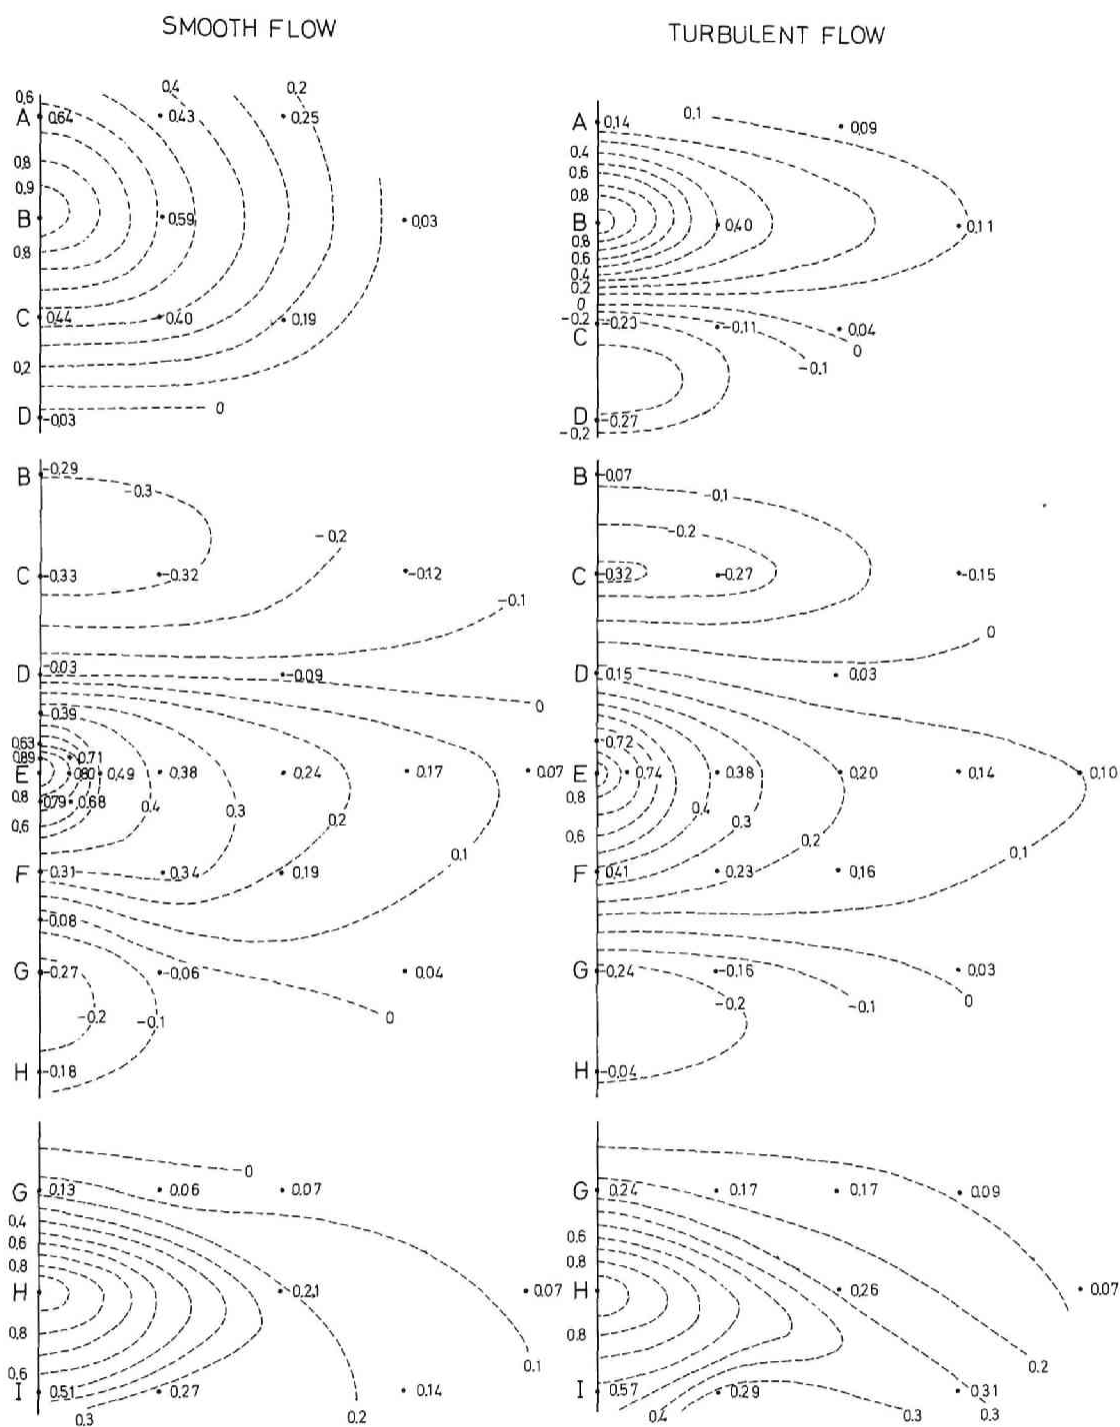 SMOOTH FLOW
TURBULENT FLOW
0.6 0.4 0.2
A 0.64 0.43 0.25
0.8
0.9
B 0.59 0.03
0.8
C 0.44 0.40 0.19
0.2
D -0.03 0
0.1
A 0.14 0.09
0.4
0.6
0.8
B 0.40 0.11
0.8
0.6
0.4
0.2
0
-0.2
C -0.23 -0.11 0.04
0
-0.1
D -0.27
-0.2
B -0.29
-0.3
-0.2
C -0.33 -0.32 -0.12
-0.1
D -0.03 -0.09
0
0.39
0.63
0.89 0.71
E 0.80 0.49 0.38 0.24 0.17 0.07
0.8 0.79 0.68 0.4 0.3 0.2
0.6
0.1
F 0.31 0.34 0.19
-0.08
G -0.27 -0.06 0.04
-0.2 -0.1 0
H -0.18
B -0.07
-0.1
-0.2
C -0.32 -0.27 -0.15
0
D 0.15 0.03
0.72
E 0.74 0.38 0.20 0.14 0.10
0.8
0.4
0.3
0.6
0.2
0.1
F 0.41 0.23 0.16
G -0.24 -0.16 0.03
-0.2 -0.1 0
H -0.04
0
G 0.13 0.06 0.07
0.4
0.6
0.8
H 0.21 0.07
0.8
0.1
0.6
I 0.51 0.27 0.14
0.3 0.2
G 0.24 0.17 0.17 0.09
0.6
0.8
H 0.26 0.07
0.8
0.2
I 0.57 0.29 0.31
0.4 0.3 0.3